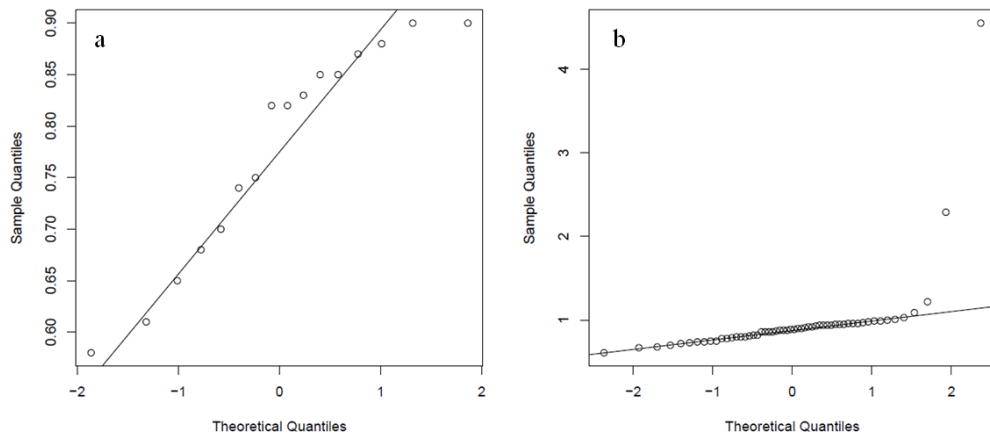 a
0.90
0.85
0.80
0.75
0.70
0.65
0.60
Sample Quantiles
−2 −1 0 1 2
Theoretical Quantiles
b
4
3
2
1
Sample Quantiles
−2 −1 0 1 2
Theoretical Quantiles